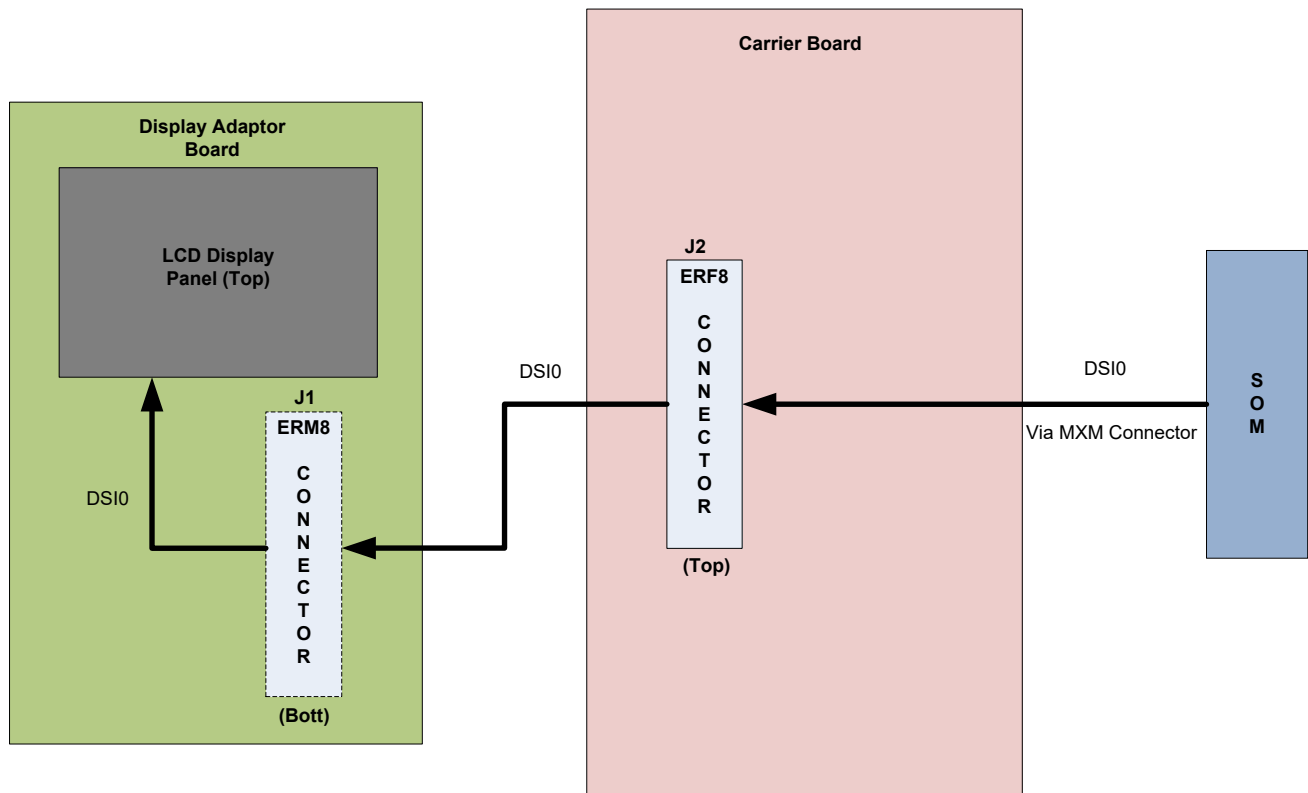 Carrier Board
Display Adaptor
Board
LCD Display
Panel (Top)
J1
ERM8
C
O
N
N
E
C
T
O
R
(Bott)
DSI0
DSI0
J2
ERF8
C
O
N
N
E
C
T
O
R
(Top)
DSI0
Via MXM Connector
S
O
M